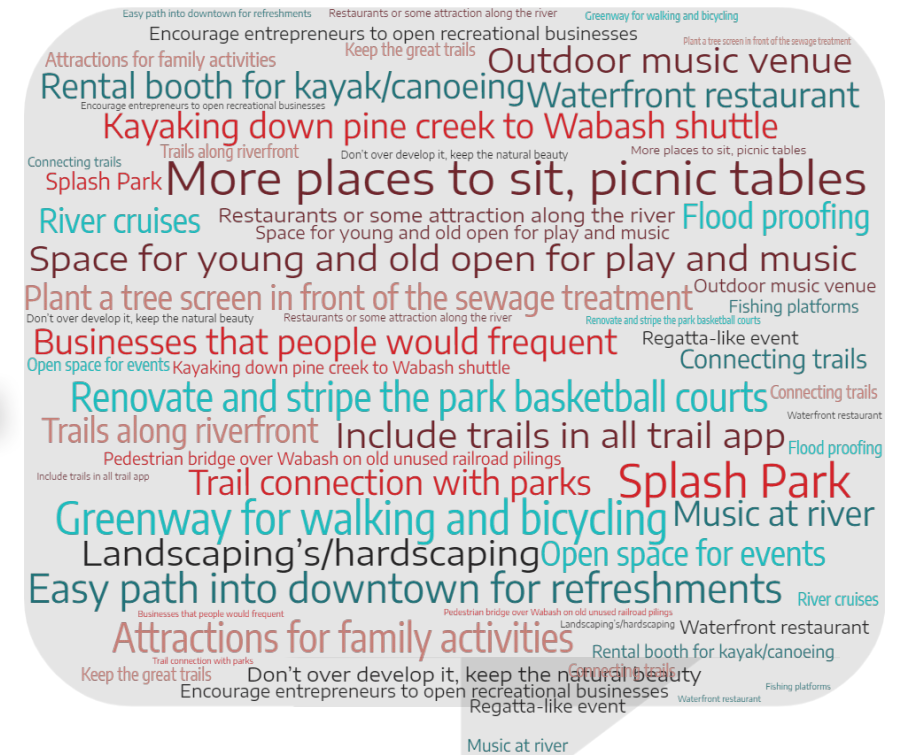 Easy path into downtown for refreshments Restaurants or some attraction along the river Greenway for walking and bicycling
Encourage entrepreneurs to open recreational businesses
Keep the great trails Plant a tree screen in front of the sewage treatment
Attractions for family activities Outdoor music venue
Rental booth for kayak/canoeing Waterfront restaurant
Encourage entrepreneurs to open recreational businesses
Kayaking down pine creek to Wabash shuttle
Trails along riverfront Don't over develop it, keep the natural beauty More places to sit, picnic tables
Connecting trails
Splash Park More places to sit, picnic tables
River cruises Restaurants or some attraction along the river Flood proofing
Space for young and old open for play and music
Space for young and old open for play and music
Plant a tree screen in front of the sewage treatment Outdoor music venue
Fishing platforms
Don't over develop it, keep the natural beauty Restaurants or some attraction along the river Renovate and stripe the park basketball courts
Businesses that people would frequent Regatta-like event
Open space for events Kayaking down pine creek to Wabash shuttle Connecting trails
Renovate and stripe the park basketball courts Connecting trails
Waterfront restaurant
Trails along riverfront Include trails in all trail app Flood proofing
Pedestrian bridge over Wabash on old unused railroad pilings
Include trails in all trail app Trail connection with parks Splash Park
Greenway for walking and bicycling Music at river
Landscaping's/hardscaping Open space for events
Easy path into downtown for refreshments River cruises
Businesses that people would frequent Pedestrian bridge over Wabash on old unused railroad pilings
Attractions for family activities Landscaping's/hardscaping Waterfront restaurant
Rental booth for kayak/canoeing
Trail connection with parks
Keep the great trails Don't over develop it, keep the natural beauty Connecting trails
Encourage entrepreneurs to open recreational businesses Fishing platforms
Regatta-like event Waterfront restaurant
Music at river